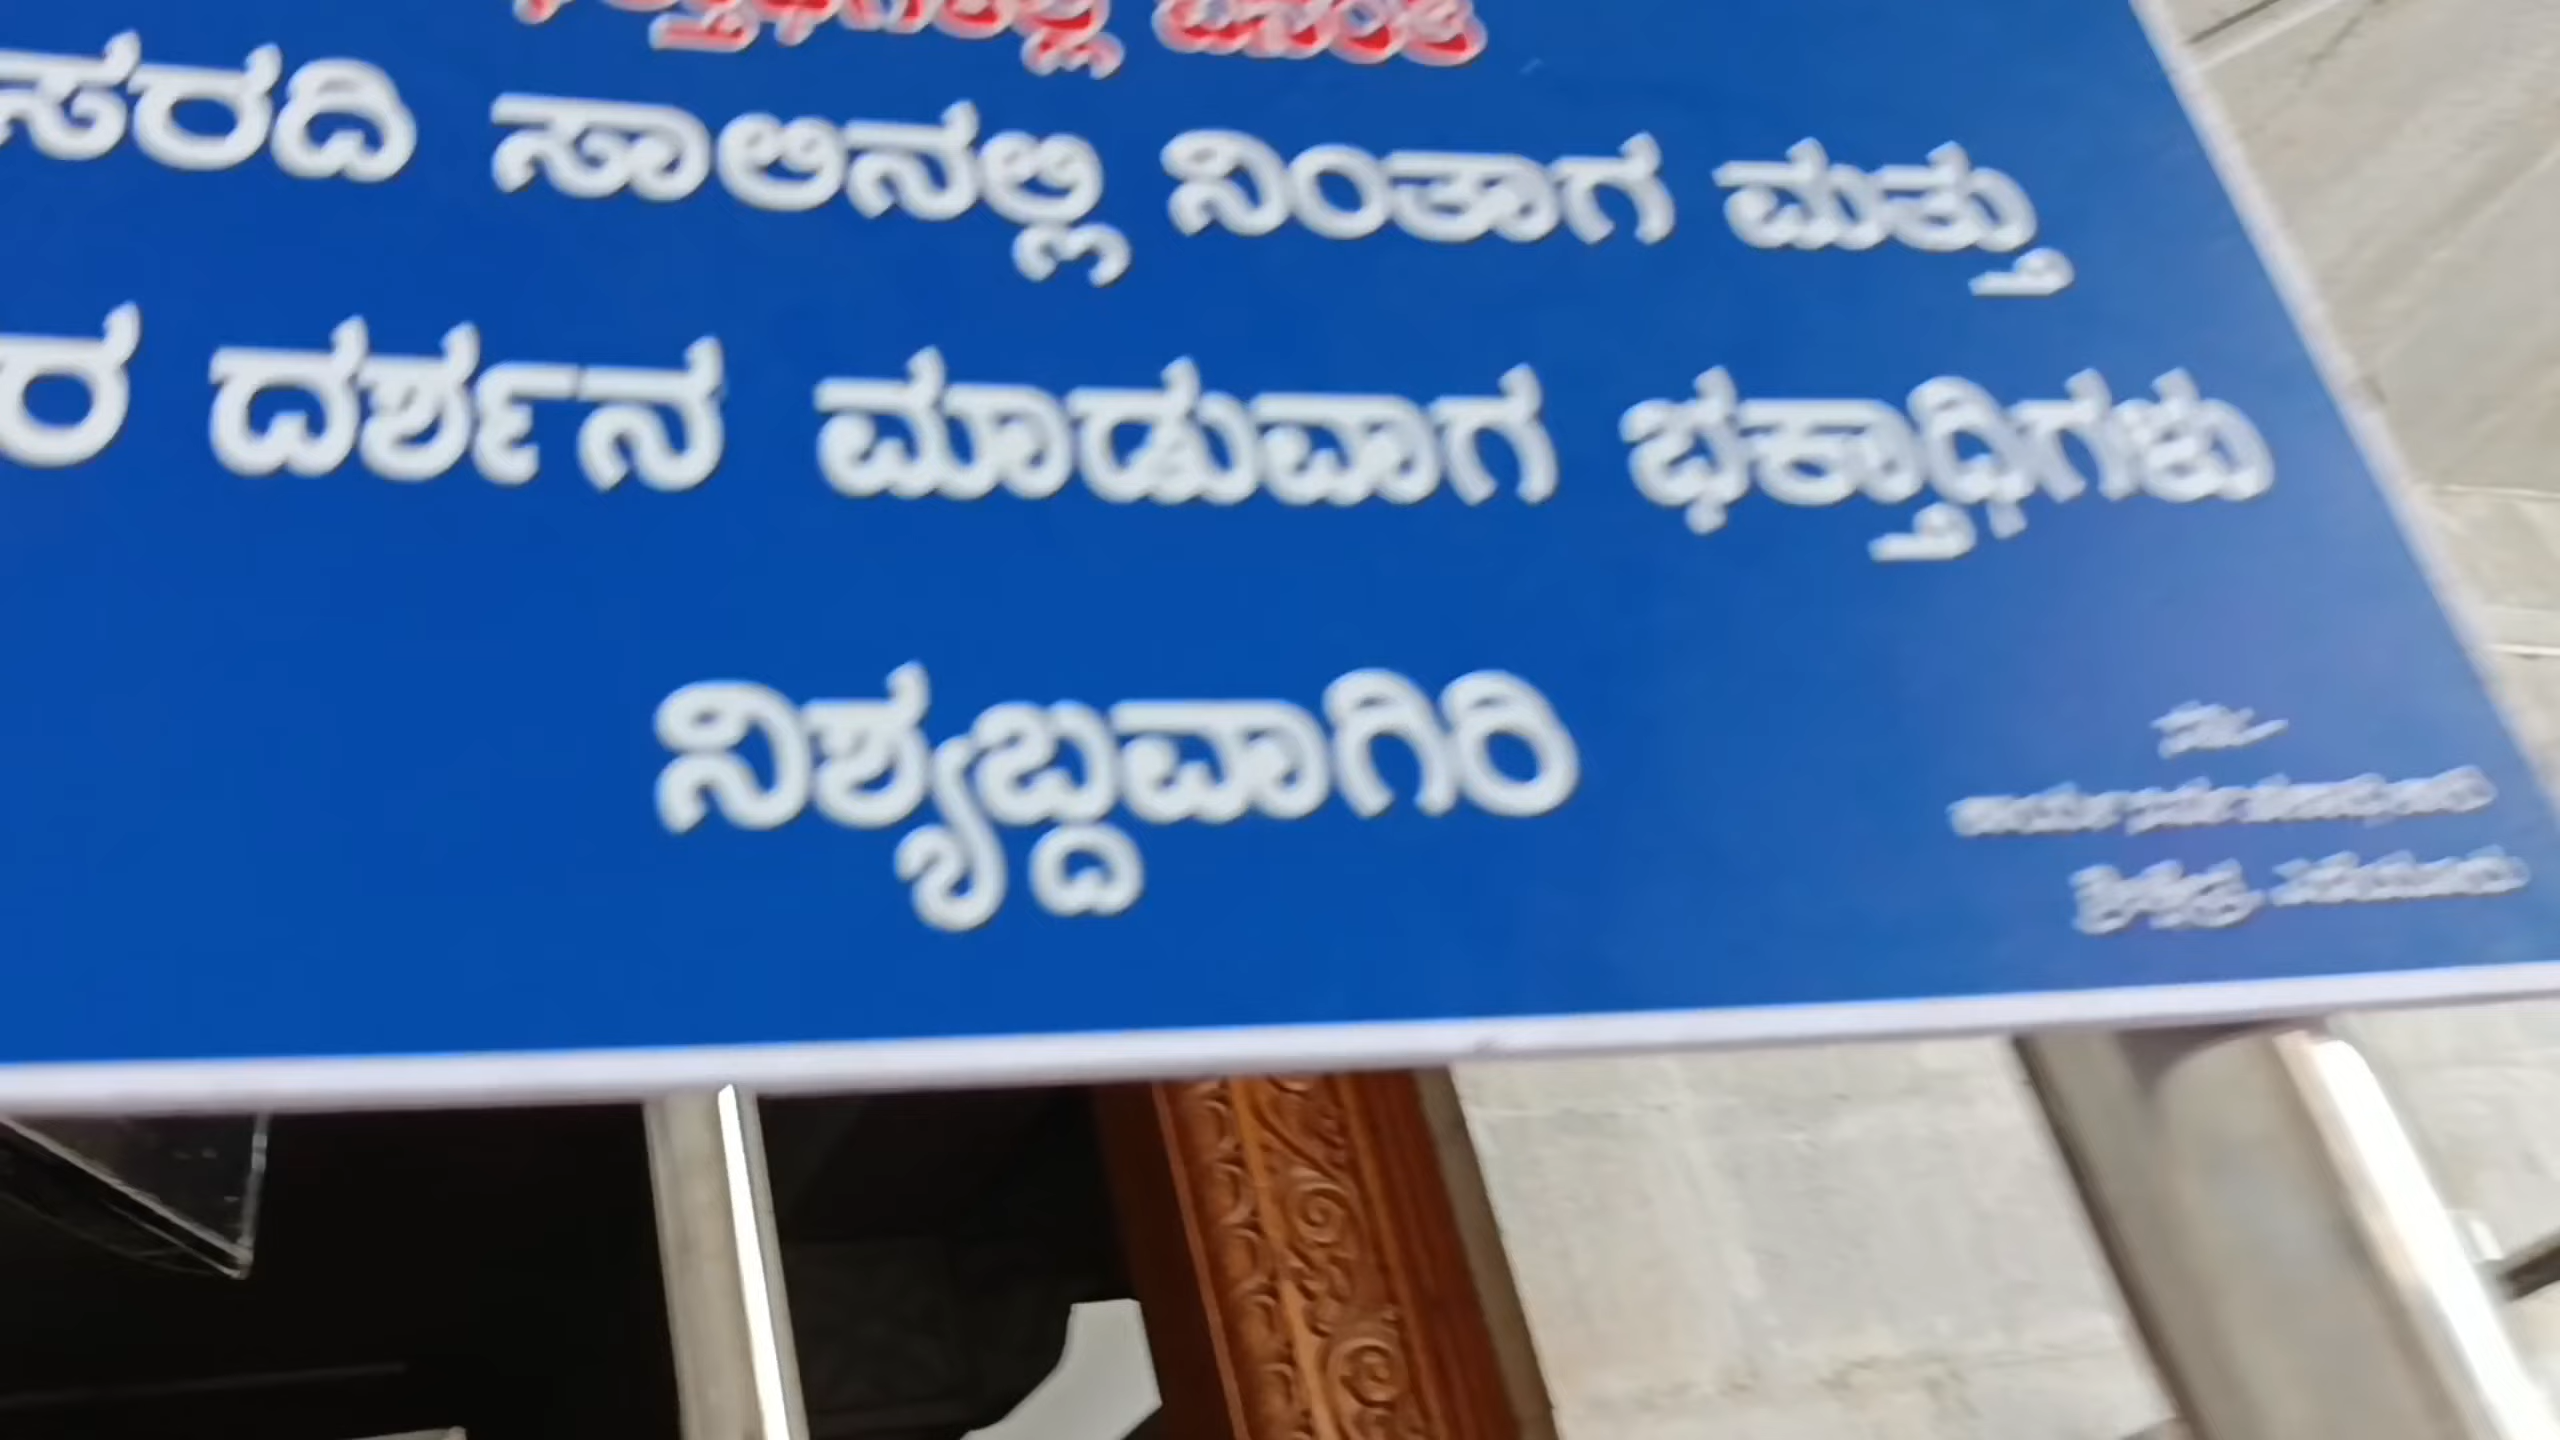 ವಿನಂತಿ
ಸರದಿ ಸಾಲಿನಲ್ಲಿ ನಿಂತಾಗ ಮತ್ತು
ರ ದರ್ಶನ ಮಾಡುವಾಗ ಭಕ್ತಾಧಿಗಳು
ನಿಶ್ಯಬ್ದವಾಗಿರಿ